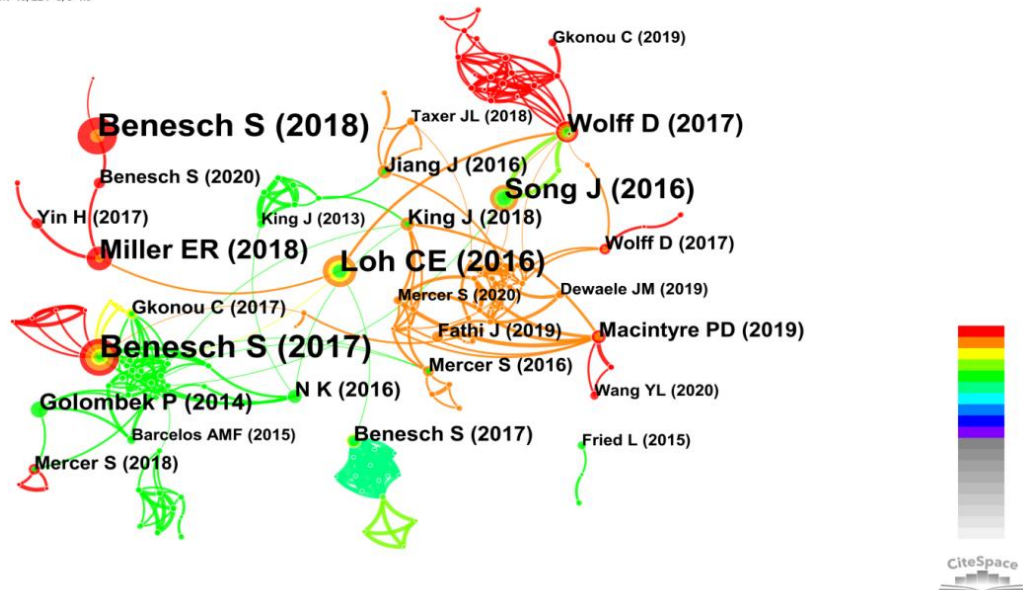 Gkonou C (2019)
Benesch S (2018)
Taxer JL (2018)
Wolff D (2017)
Jiang J (2016)
Benesch S (2020)
Song J (2016)
Yin H (2017)
King J (2013)
King J (2018)
Miller ER (2018)
Wolff D (2017)
Loh CE (2016)
Mercer S (2020)
Dewaele JM (2019)
Gkonou C (2017)
Fathi J (2019)
Macintyre PD (2019)
Benesch S (2017)
Mercer S (2016)
N K (2016)
Wang YL (2020)
Golombek P (2014)
Barcelos AMF (2015)
Benesch S (2017)
Fried L (2015)
Mercer S (2018)
CiteSpace